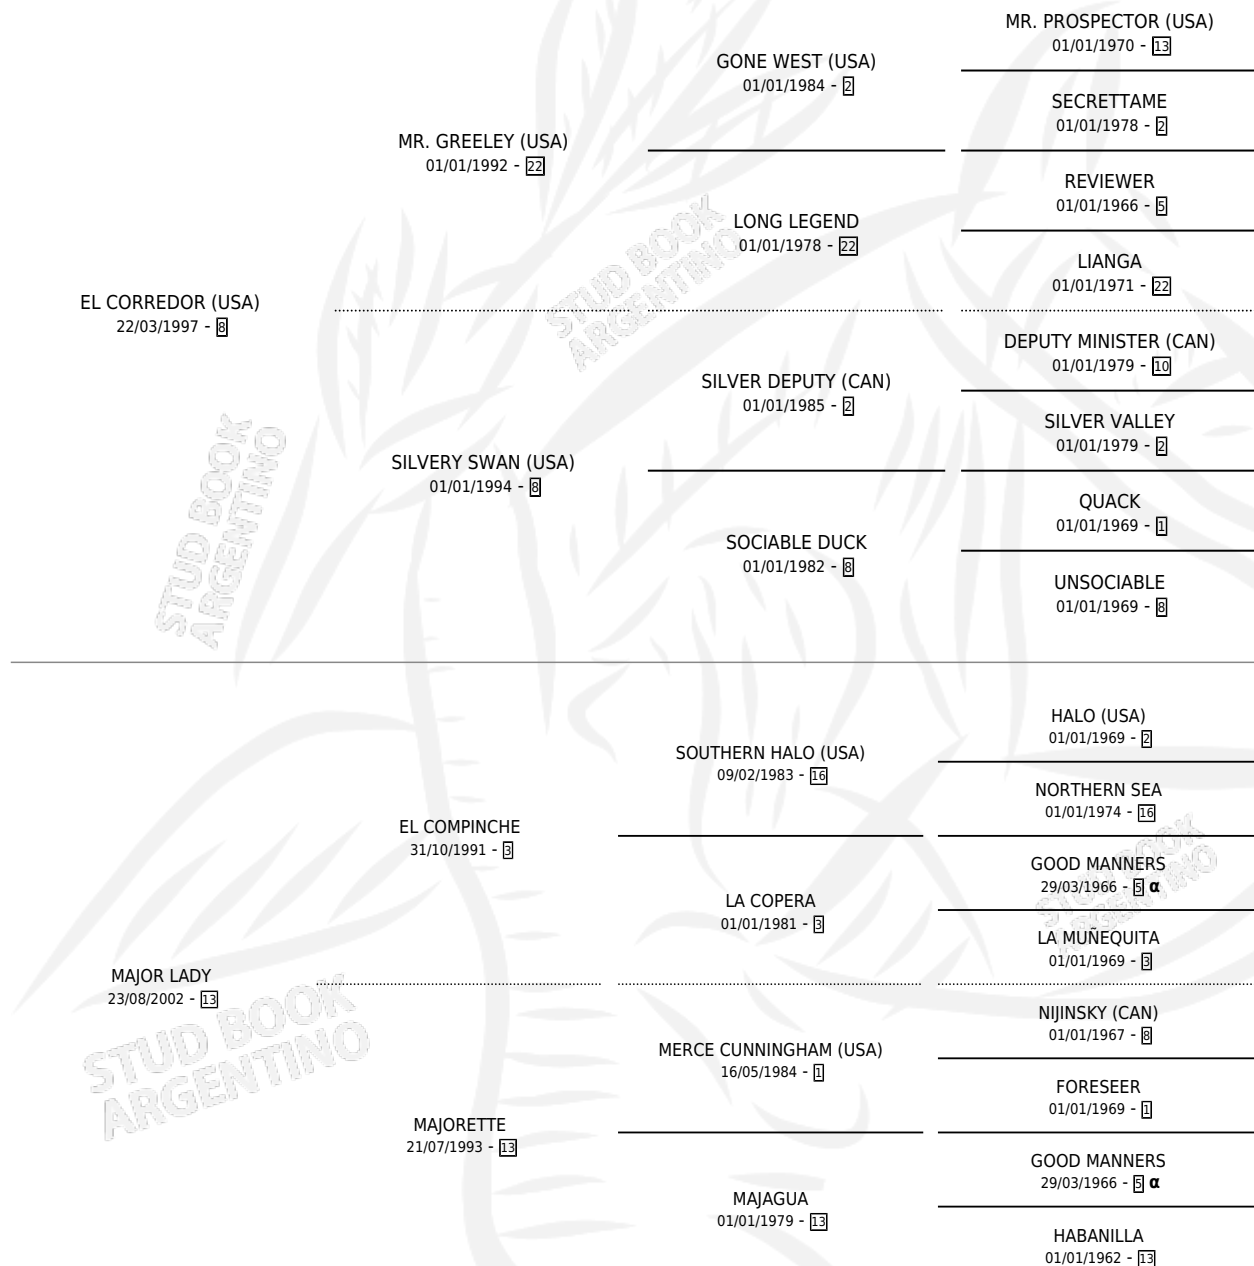 MR. PROSPECTOR (USA)
01/01/1970 - 13
GONE WEST (USA)
01/01/1984 - 2
SECRETTAME
01/01/1978 - 2
MR. GREELEY (USA)
01/01/1992 - 22
REVIEWER
01/01/1966 - 5
LONG LEGEND
01/01/1978 - 22
LIANGA
01/01/1971 - 22
EL CORREDOR (USA)
22/03/1997 - 8
DEPUTY MINISTER (CAN)
01/01/1979 - 10
SILVER DEPUTY (CAN)
01/01/1985 - 2
SILVER VALLEY
01/01/1979 - 2
SILVERY SWAN (USA)
01/01/1994 - 8
QUACK
01/01/1969 - 1
SOCIABLE DUCK
01/01/1982 - 8
UNSOCIABLE
01/01/1969 - 8
HALO (USA)
01/01/1969 - 2
SOUTHERN HALO (USA)
09/02/1983 - 16
NORTHERN SEA
01/01/1974 - 16
EL COMPINCHE
31/10/1991 - 3
GOOD MANNERS
29/03/1966 - 5 α
LA COPERA
01/01/1981 - 3
LA MUÑEQUITA
01/01/1969 - 3
MAJOR LADY
23/08/2002 - 13
NIJINSKY (CAN)
01/01/1967 - 8
MERCE CUNNINGHAM (USA)
16/05/1984 - 1
FORESEER
01/01/1969 - 1
MAJORETTE
21/07/1993 - 13
GOOD MANNERS
29/03/1966 - 5 α
MAJAGUA
01/01/1979 - 13
HABANILLA
01/01/1962 - 13
STUD BOOK
ARGENTINO
STUD BOOK
ARGENTINO
STUD BOOK
ARGENTINO
STUD BOOK
ARGENTINO